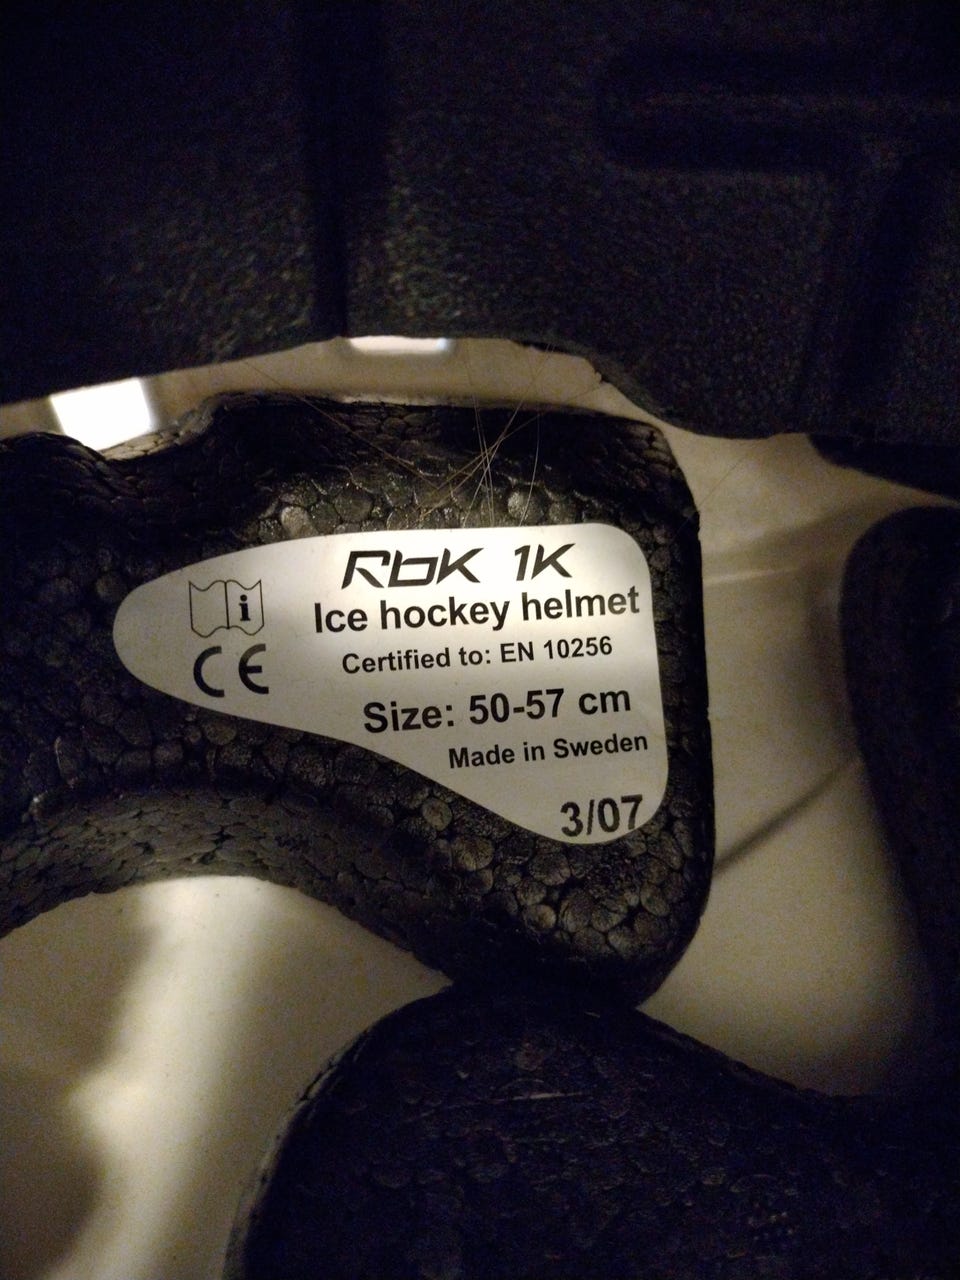 RbK 1K
i
Ice hockey helmet
CE
Certified to: EN 10256
Size: 50-57 cm
Made in Sweden
3/07